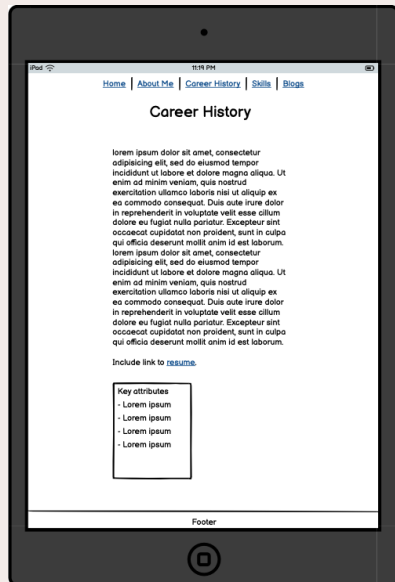 iPad 11:19 PM
Home | About Me | Career History | Skills | Blogs
Career History
lorem ipsum dolor sit amet, consectetur
adipisicing elit, sed do eiusmod tempor
incididunt ut labore et dolore magna aliqua. Ut
enim ad minim veniam, quis nostrud
exercitation ullamco laboris nisi ut aliquip ex
ea commodo consequat. Duis aute irure dolor
in reprehenderit in voluptate velit esse cillum
dolore eu fugiat nulla pariatur. Excepteur sint
occaecat cupidatat non proident, sunt in culpa
qui officia deserunt mollit anim id est laborum.
lorem ipsum dolor sit amet, consectetur
adipisicing elit, sed do eiusmod tempor
incididunt ut labore et dolore magna aliqua. Ut
enim ad minim veniam, quis nostrud
exercitation ullamco laboris nisi ut aliquip ex
ea commodo consequat. Duis aute irure dolor
in reprehenderit in voluptate velit esse cillum
dolore eu fugiat nulla pariatur. Excepteur sint
occaecat cupidatat non proident, sunt in culpa
qui officia deserunt mollit anim id est laborum.
Include link to resume.
Key attributes
- Lorem ipsum
- Lorem ipsum
- Lorem ipsum
- Lorem ipsum
Footer